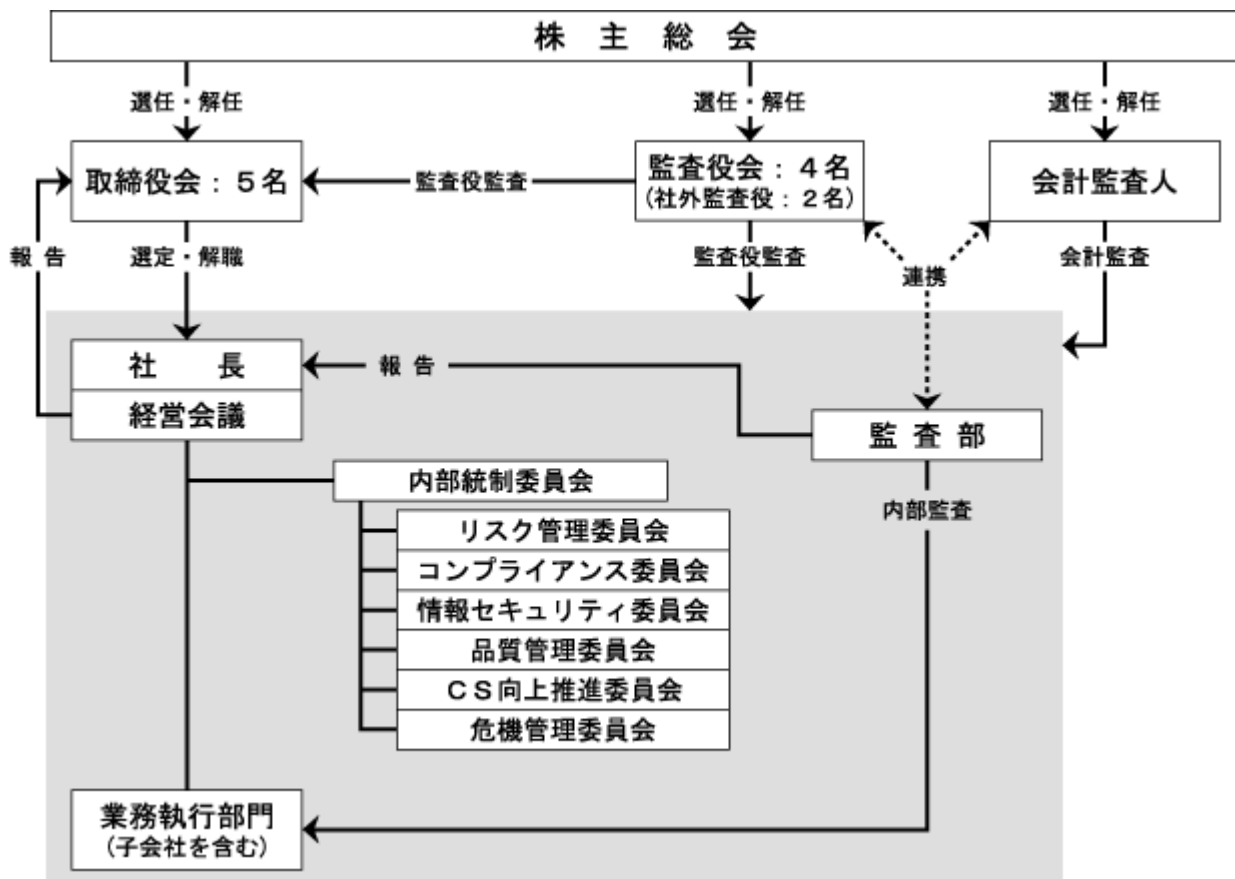 株主総会
選任・解任
選任・解任
選任・解任
取締役会：５名
監査役監査
監査役会：４名
(社外監査役：２名)
会計監査人
報告
選定・解職
監査役監査
連携
会計監査
社長
報告
経営会議
監査部
内部統制委員会
内部監査
リスク管理委員会
コンプライアンス委員会
情報セキュリティ委員会
品質管理委員会
ＣＳ向上推進委員会
危機管理委員会
業務執行部門
(子会社を含む)